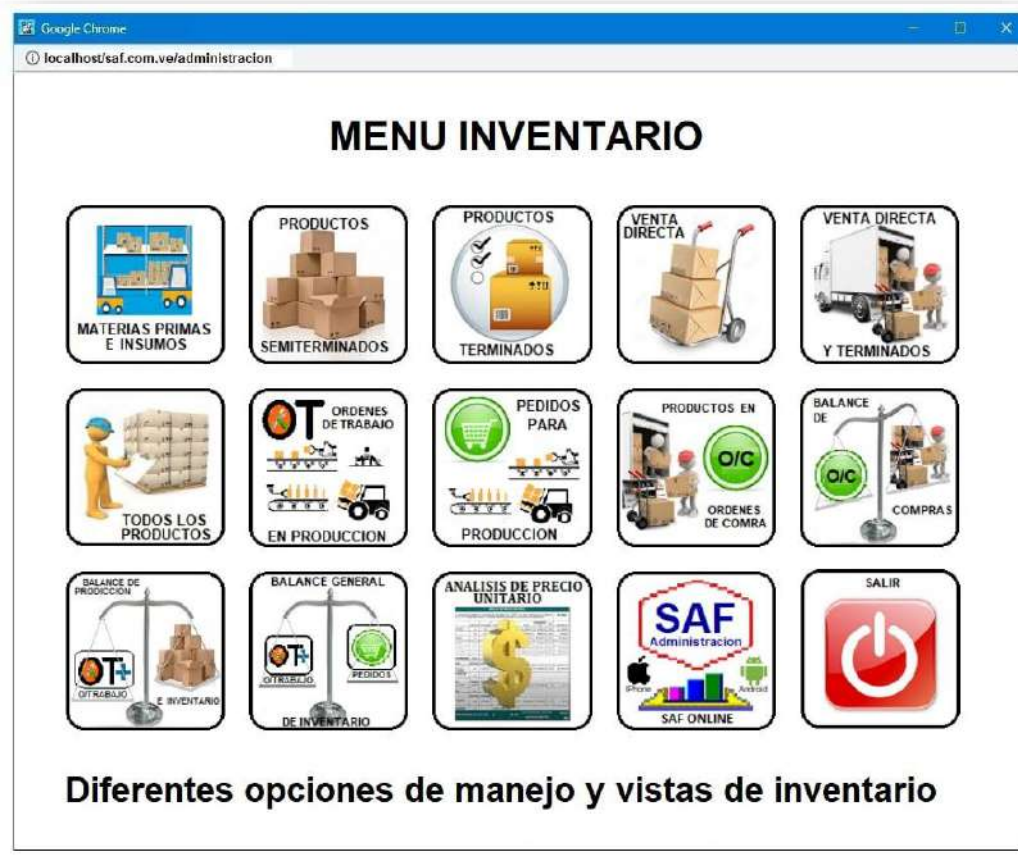 Google Chrome
localhost/saf.com.ve/administracion
MENU INVENTARIO
MATERIAS PRIMAS
E INSUMOS
PRODUCTOS
SEMITERMINADOS
PRODUCTOS
TERMINADOS
VENTA
DIRECTA
VENTA DIRECTA
Y TERMINADOS
TODOS LOS
PRODUCTOS
OT ORDENES
DE TRABAJO
EN PRODUCCION
PEDIDOS
PARA
PRODUCCION
PRODUCTOS EN
O/C
ORDENES
DE COMRA
BALANCE
DE
O/C
COMPRAS
BALANCE DE
PRODICCION
OT+
O/TRABAJO
E INVENTARIO
BALANCE GENERAL
OT+
O/TRABAJO
PEDIDOS
DE INVENTARIO
ANALISIS DE PRECIO
UNITARIO
SAF
Administracion
iPhone
Android
SAF ONLINE
SALIR
Diferentes opciones de manejo y vistas de inventario